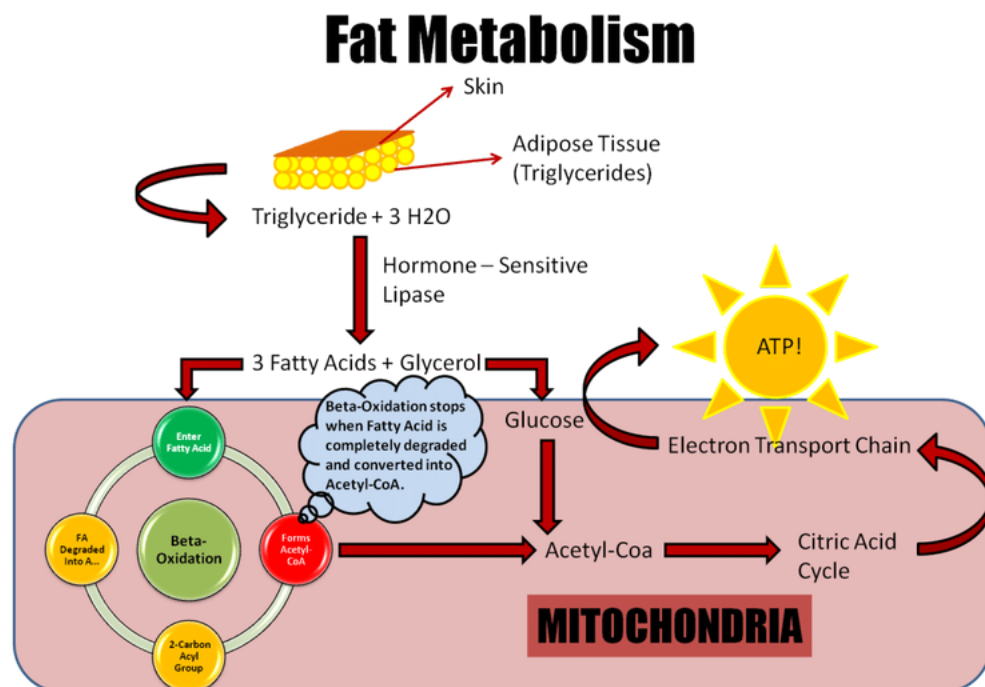 Fat Metabolism
Skin
Adipose Tissue
(Triglycerides)
Triglyceride + 3 H2O
Hormone – Sensitive
Lipase
3 Fatty Acids + Glycerol
ATP!
Beta-Oxidation stops
when Fatty Acid is
completely degraded
and converted into
Acetyl-CoA.
Glucose
Electron Transport Chain
Enter
Fatty Acid
FA
Degraded
Into A...
Beta-
Oxidation
Forms
Acetyl-
CoA
2-Carbon
Acyl
Group
Acetyl-Coa
Citric Acid
Cycle
MITOCHONDRIA